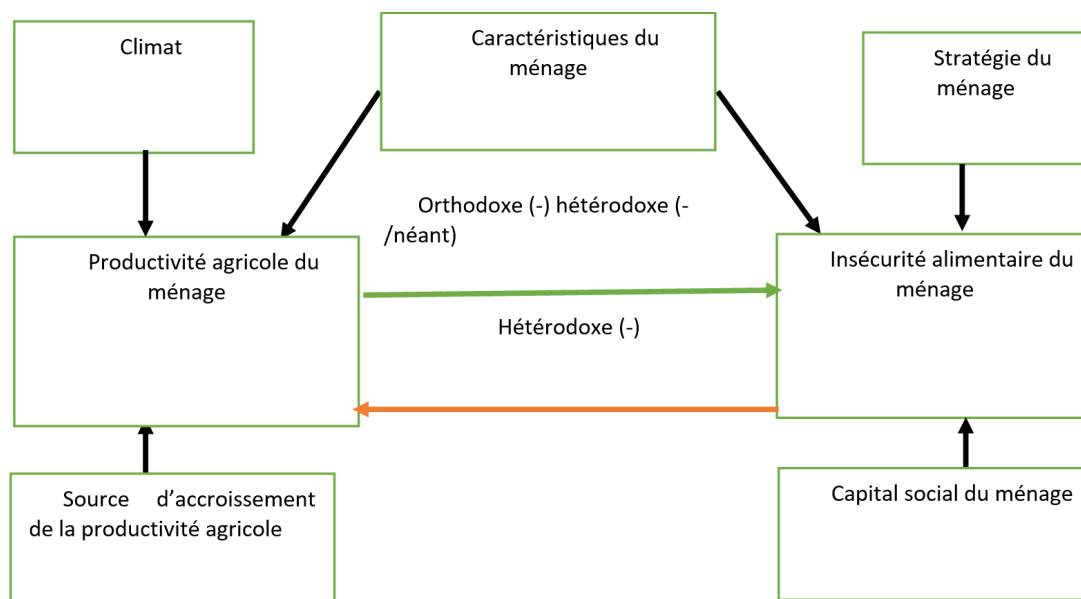 Climat
Caractéristiques du
ménage
Stratégie du
ménage
Orthodoxe (-) hétérodoxe (-
/néant)
Productivité agricole du
ménage
Insécurité alimentaire du
ménage
Hétérodoxe (-)
Source d’accroissement
de la productivité agricole
Capital social du ménage